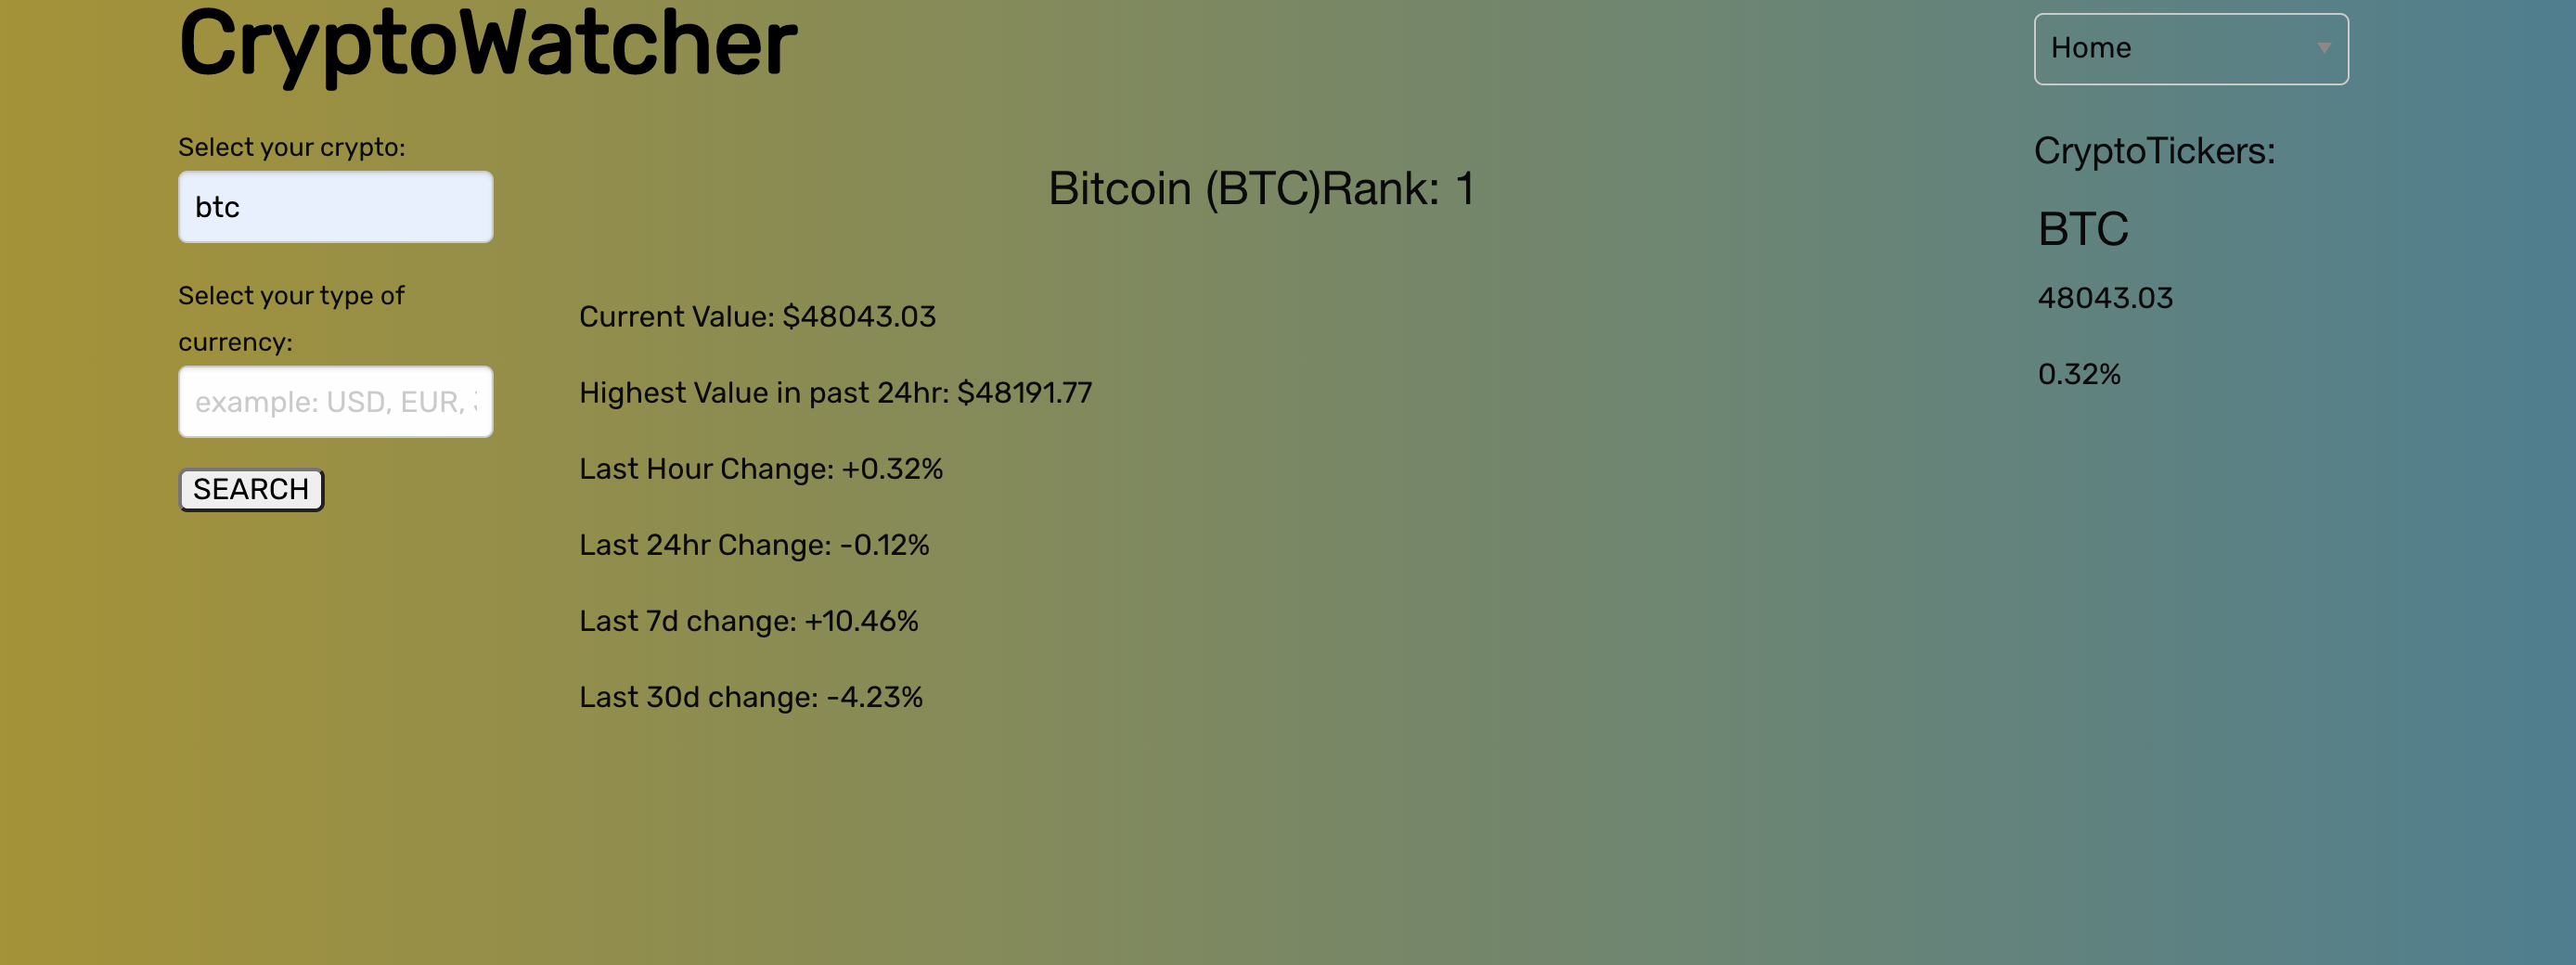 CryptoWatcher
Home
Select your crypto:
btc
Select your type of
currency:
example: USD, EUR,
SEARCH
Bitcoin (BTC)Rank: 1
Current Value: $48043.03
Highest Value in past 24hr: $48191.77
Last Hour Change: +0.32%
Last 24hr Change: -0.12%
Last 7d change: +10.46%
Last 30d change: -4.23%
CryptoTickers:
BTC
48043.03
0.32%